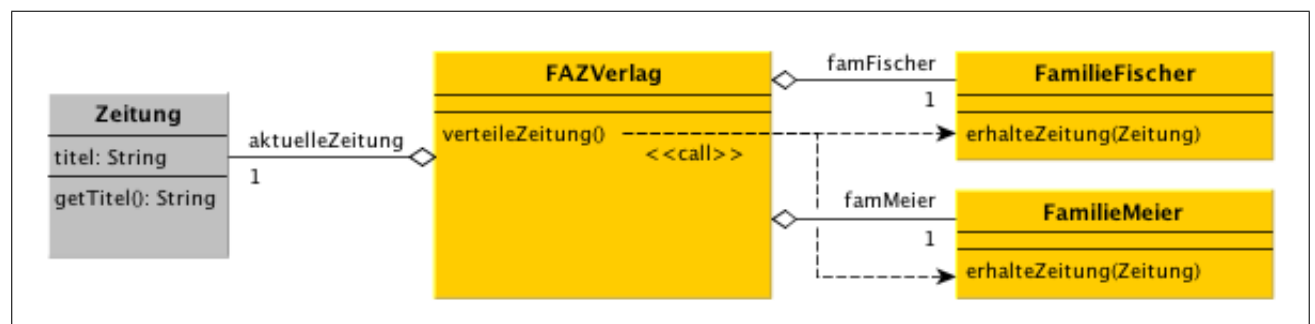 Zeitung
titel: String
getTitel(): String
aktuelleZeitung
1
FAZVerlag
verteileZeitung()
<<call>>
famFischer
1
FamilieFischer
erhalteZeitung(Zeitung)
famMeier
1
FamilieMeier
erhalteZeitung(Zeitung)